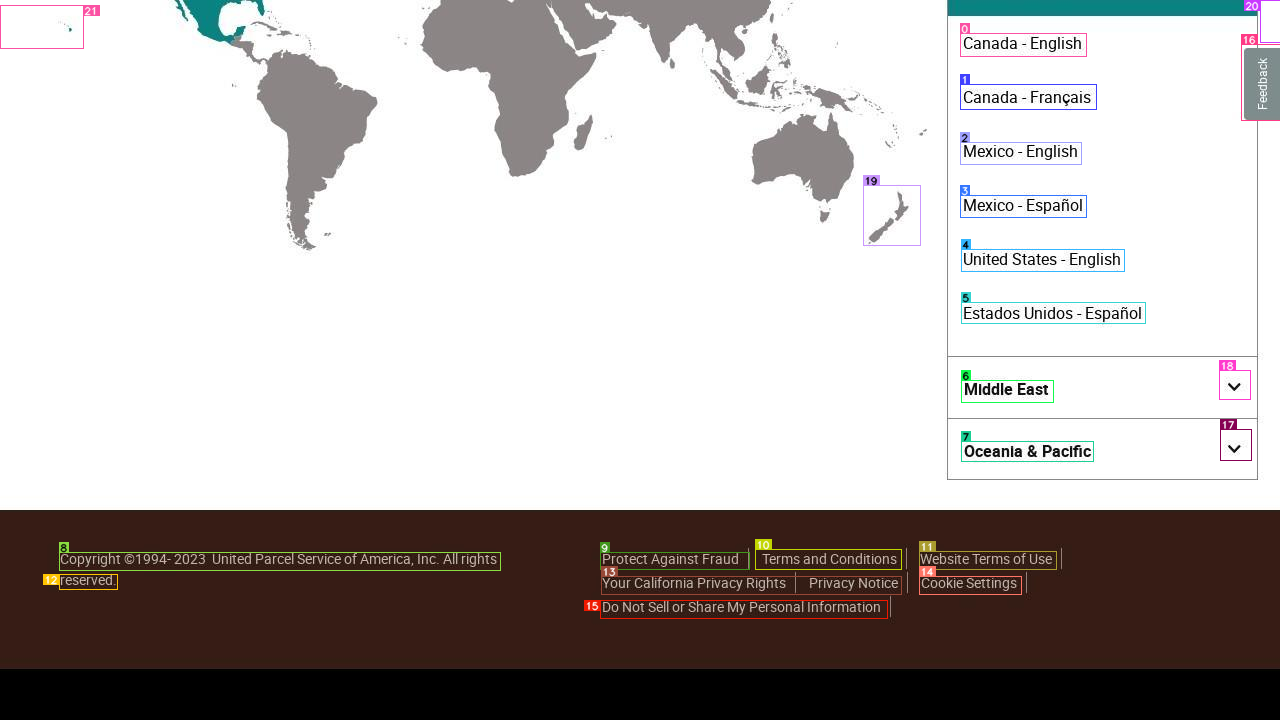 21
20
0
Canada - English
16
Feedback
1
Canada - Français
2
Mexico - English
19
3
Mexico - Español
4
United States - English
5
Estados Unidos - Español
18
6
Middle East
17
7
Oceania & Pacific
8
Copyright ©1994- 2023 United Parcel Service of America, Inc. All rights
12 reserved.
9 10 11
Protect Against Fraud Terms and Conditions Website Terms of Use
13 14
Your California Privacy Rights Privacy Notice Cookie Settings
15 Do Not Sell or Share My Personal Information